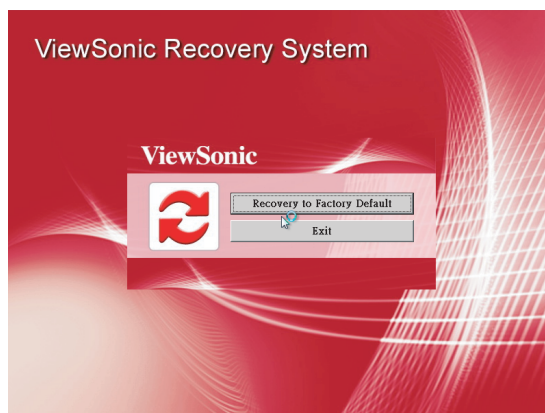 ViewSonic Recovery System
ViewSonic
Recovery to Factory Default
Exit